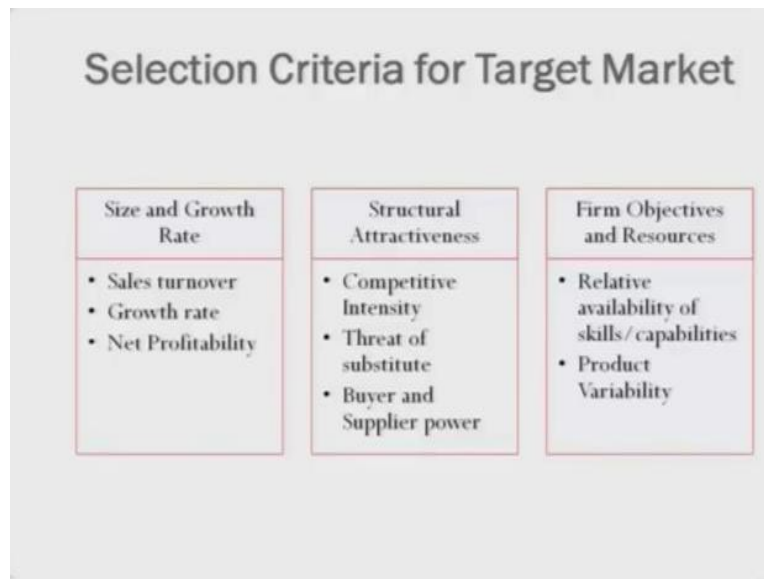 Selection Criteria for Target Market
Size and Growth
Rate
• Sales turnover
• Growth rate
• Net Profitability
Structural
Attractiveness
• Competitive
Intensity
• Threat of
substitute
• Buyer and
Supplier power
Firm Objectives
and Resources
• Relative
availability of
skills/capabilities
• Product
Variability